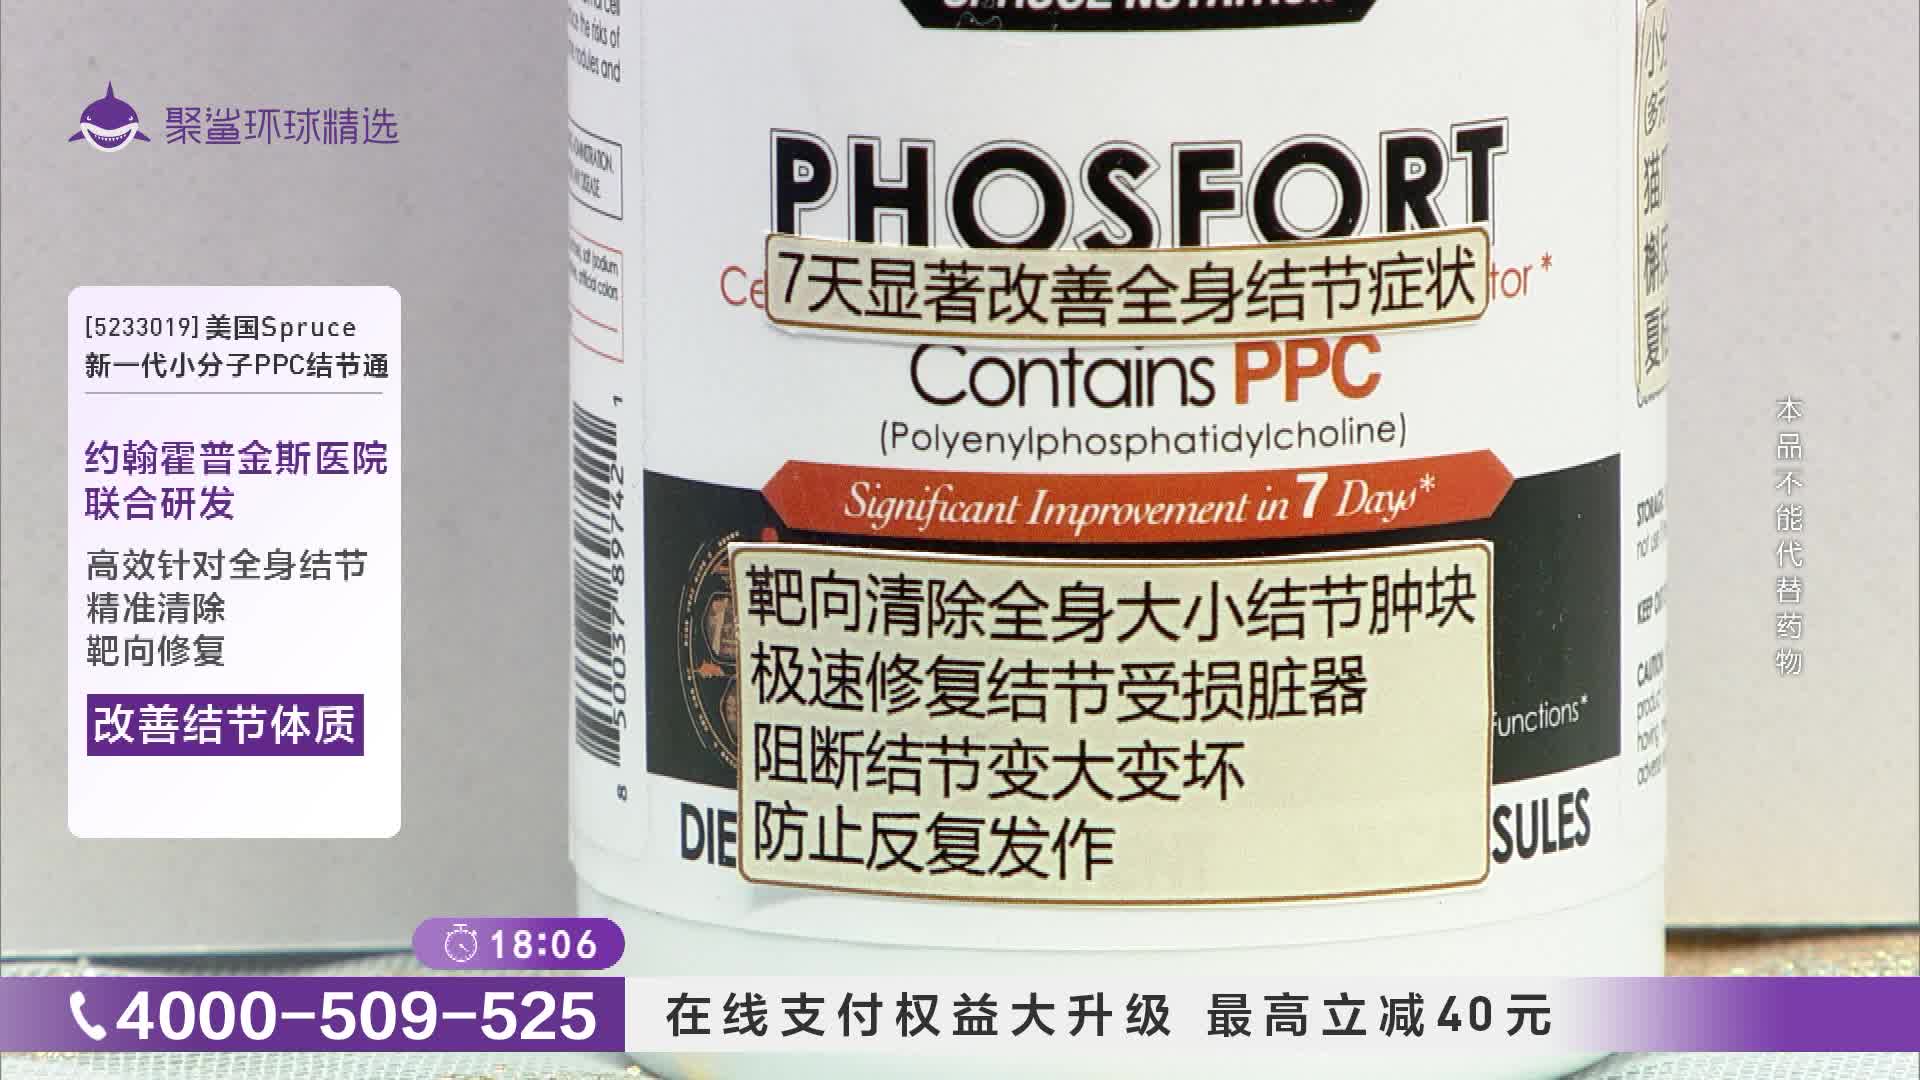 聚鲨环球精选
[5233019]美国Spruce
新一代小分子PPC结节通
约翰霍普金斯医院
联合研发
高效针对全身结节
精准清除
靶向修复
改善结节体质
18:06
4000-509-525
在线支付权益大升级 最高立减40元
PHOSFORT
7天显著改善全身结节症状
Contains PPC
(Polyenylphosphatidylcholine)
Significant Improvement in 7 Days*
靶向清除全身大小结节肿块
极速修复结节受损脏器
阻断结节变大变坏
防止反复发作
Functions*
DIE
SULES
8 50037 89742 1
本品不能代替药物